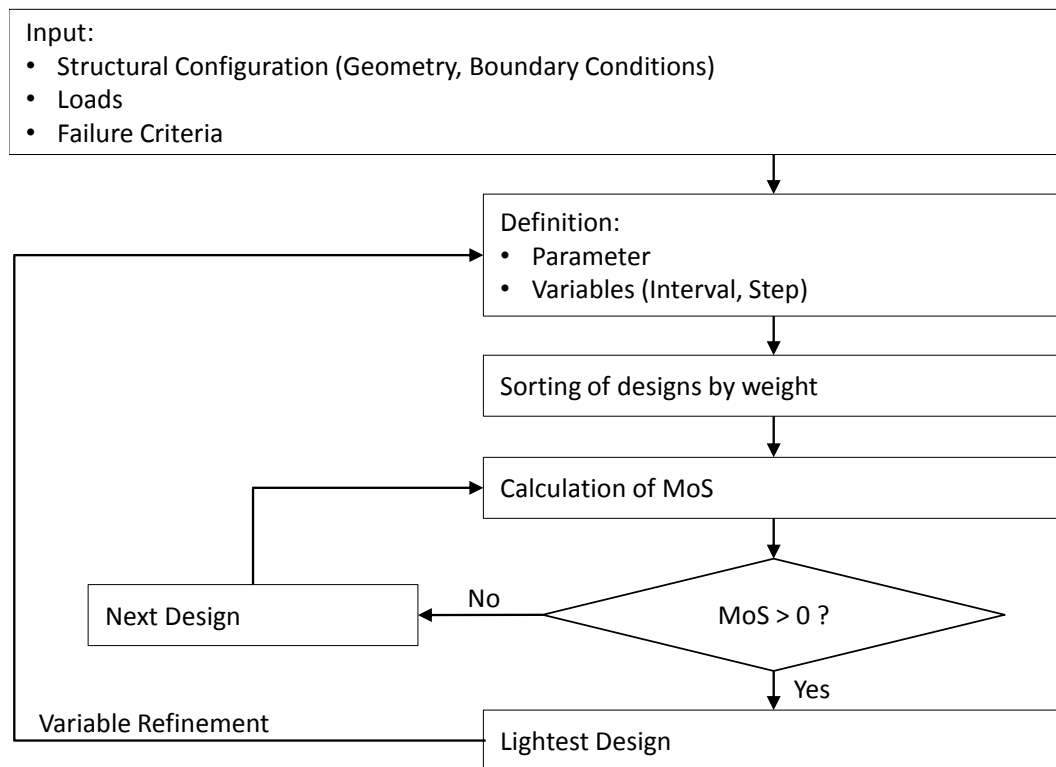 Input:
• Structural Configuration (Geometry, Boundary Conditions)
• Loads
• Failure Criteria
Definition:
• Parameter
• Variables (Interval, Step)
Sorting of designs by weight
Calculation of MoS
Next Design
No
MoS > 0 ?
Yes
Variable Refinement
Lightest Design